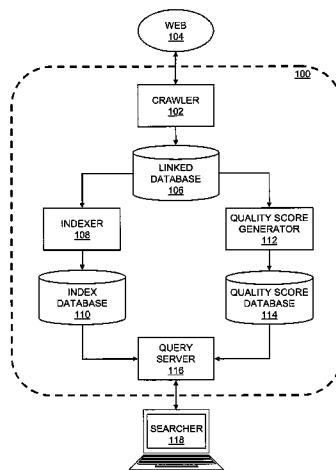 WEB
104
100
CRAWLER
102
LINKED
DATABASE
106
INDEXER
108
QUALITY SCORE
GENERATOR
112
INDEX
DATABASE
110
QUALITY SCORE
DATABASE
114
QUERY
SERVER
116
SEARCHER
118